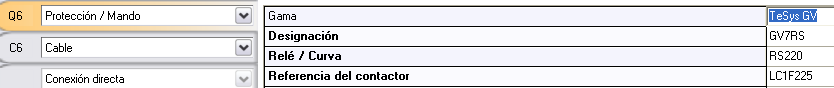 Q6 Protección / Mando
C6 Cable
Conexión directa
Gama TeSys GV
Designación GV7RS
Relé / Curva RS220
Referencia del contactor LC1F225